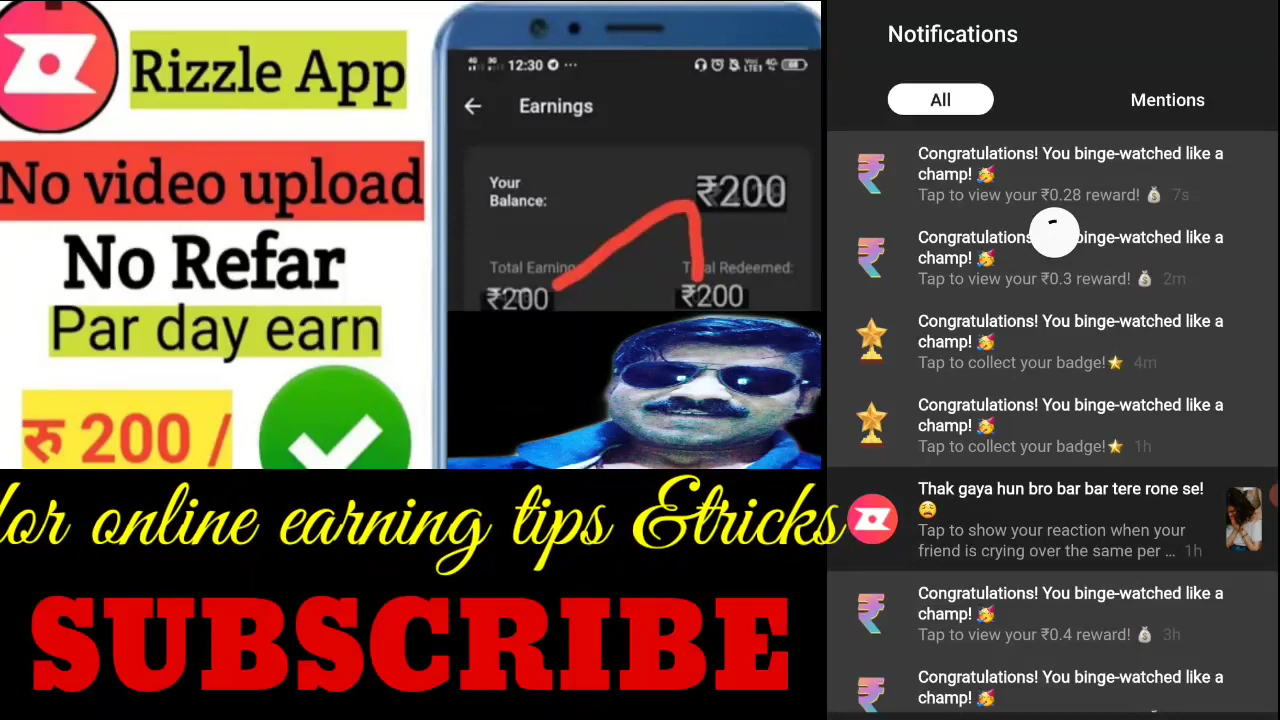 Rizzle App
No video upload
No Refar
Par day earn
रु 200 /
12:30
Earnings
Your
Balance:
₹200
Total Earning
Total Redeemed:
₹200
₹200
for online earning tips &tricks
SUBSCRIBE
Notifications
All
Mentions
Congratulations! You binge-watched like a
champ! 🥳
Tap to view your ₹0.28 reward! 💰 7s
Congratulations binge-watched like a
champ! 🥳
Tap to view your ₹0.3 reward! 💰 2m
Congratulations! You binge-watched like a
champ! 🥳
Tap to collect your badge!⭐ 4m
Congratulations! You binge-watched like a
champ! 🥳
Tap to collect your badge!⭐ 1h
Thak gaya hun bro bar bar tere rone se!
😩
Tap to show your reaction when your
friend is crying over the same per ... 1h
Congratulations! You binge-watched like a
champ! 🥳
Tap to view your ₹0.4 reward! 💰 3h
Congratulations! You binge-watched like a
champ! 🥳